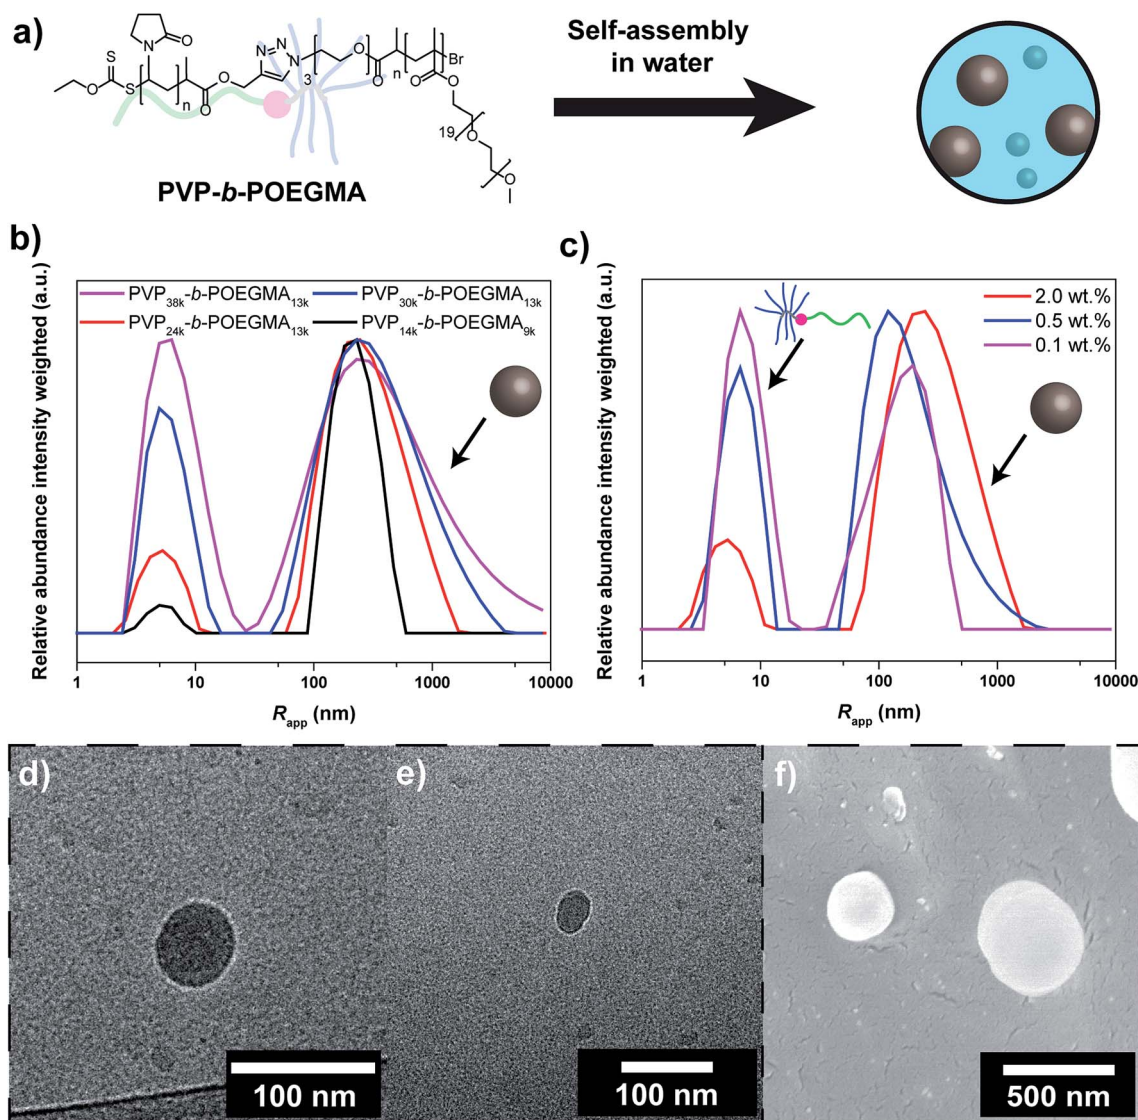 a)
N
O
S
O
S
n
O
O
N
N
N
3
O
O
n
Br
O
O
19
O
O
PVP-b-POEGMA
Self-assembly
in water
b)
Relative abundance intensity weighted (a.u.)
PVP38k-b-POEGMA13k
PVP30k-b-POEGMA13k
PVP24k-b-POEGMA13k
PVP14k-b-POEGMA9k
1
10
100
1000
10000
Rapp (nm)
c)
Relative abundance intensity weighted (a.u.)
2.0 wt.%
0.5 wt.%
0.1 wt.%
1
10
100
1000
10000
Rapp (nm)
d)
100 nm
e)
100 nm
f)
500 nm